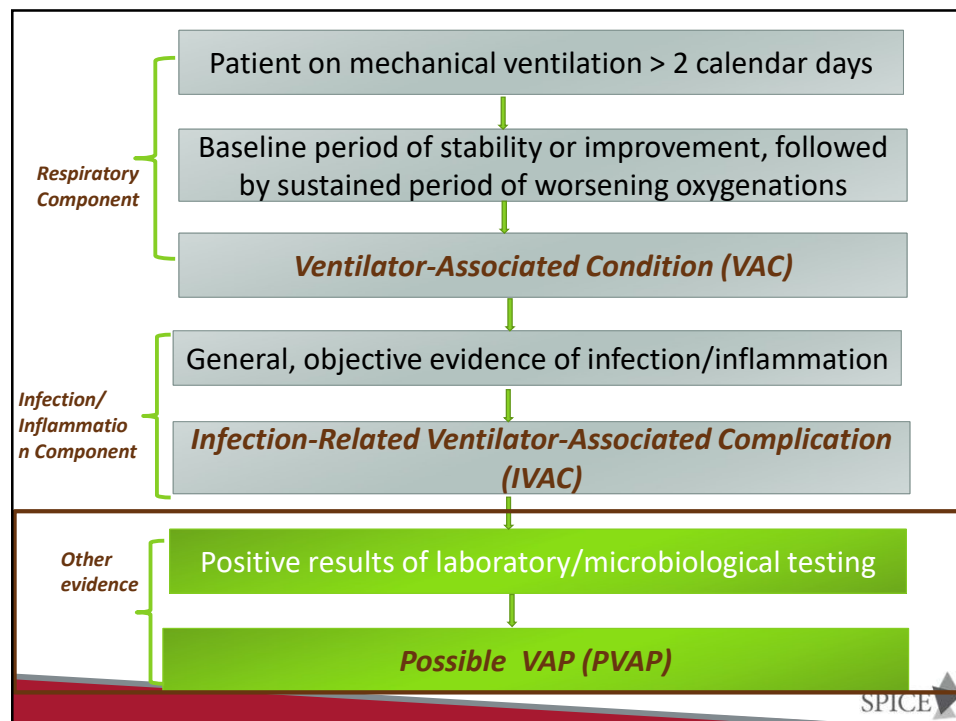 Patient on mechanical ventilation > 2 calendar days
Respiratory
Component
Baseline period of stability or improvement, followed
by sustained period of worsening oxygenations
Ventilator-Associated Condition (VAC)
General, objective evidence of infection/inflammation
Infection/
Inflammatio
n Component
Infection-Related Ventilator-Associated Complication
(IVAC)
Other
evidence
Positive results of laboratory/microbiological testing
Possible VAP (PVAP)
SPICE